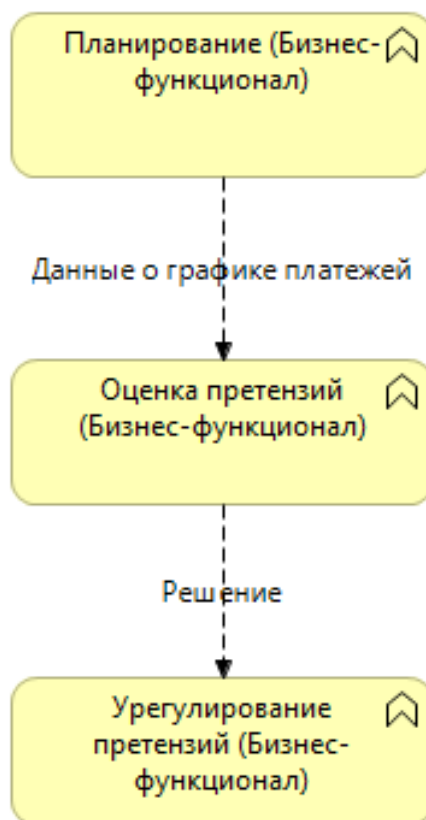 Планирование (Бизнес-
функционал)
Данные о графике платежей
Оценка претензий
(Бизнес-функционал)
Решение
Урегулирование
претензий (Бизнес-
функционал)